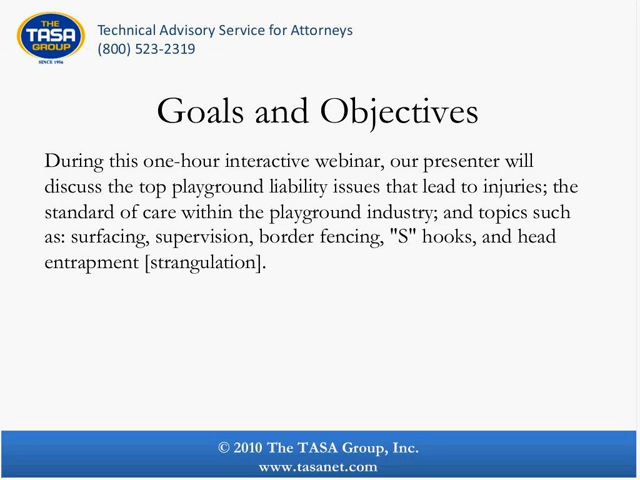 THE
TASA
GROUP
SINCE 1956
Technical Advisory Service for Attorneys
(800) 523-2319
Goals and Objectives
During this one-hour interactive webinar, our presenter will
discuss the top playground liability issues that lead to injuries; the
standard of care within the playground industry; and topics such
as: surfacing, supervision, border fencing, "S" hooks, and head
entrapment [strangulation].
© 2010 The TASA Group, Inc.
www.tasanet.com